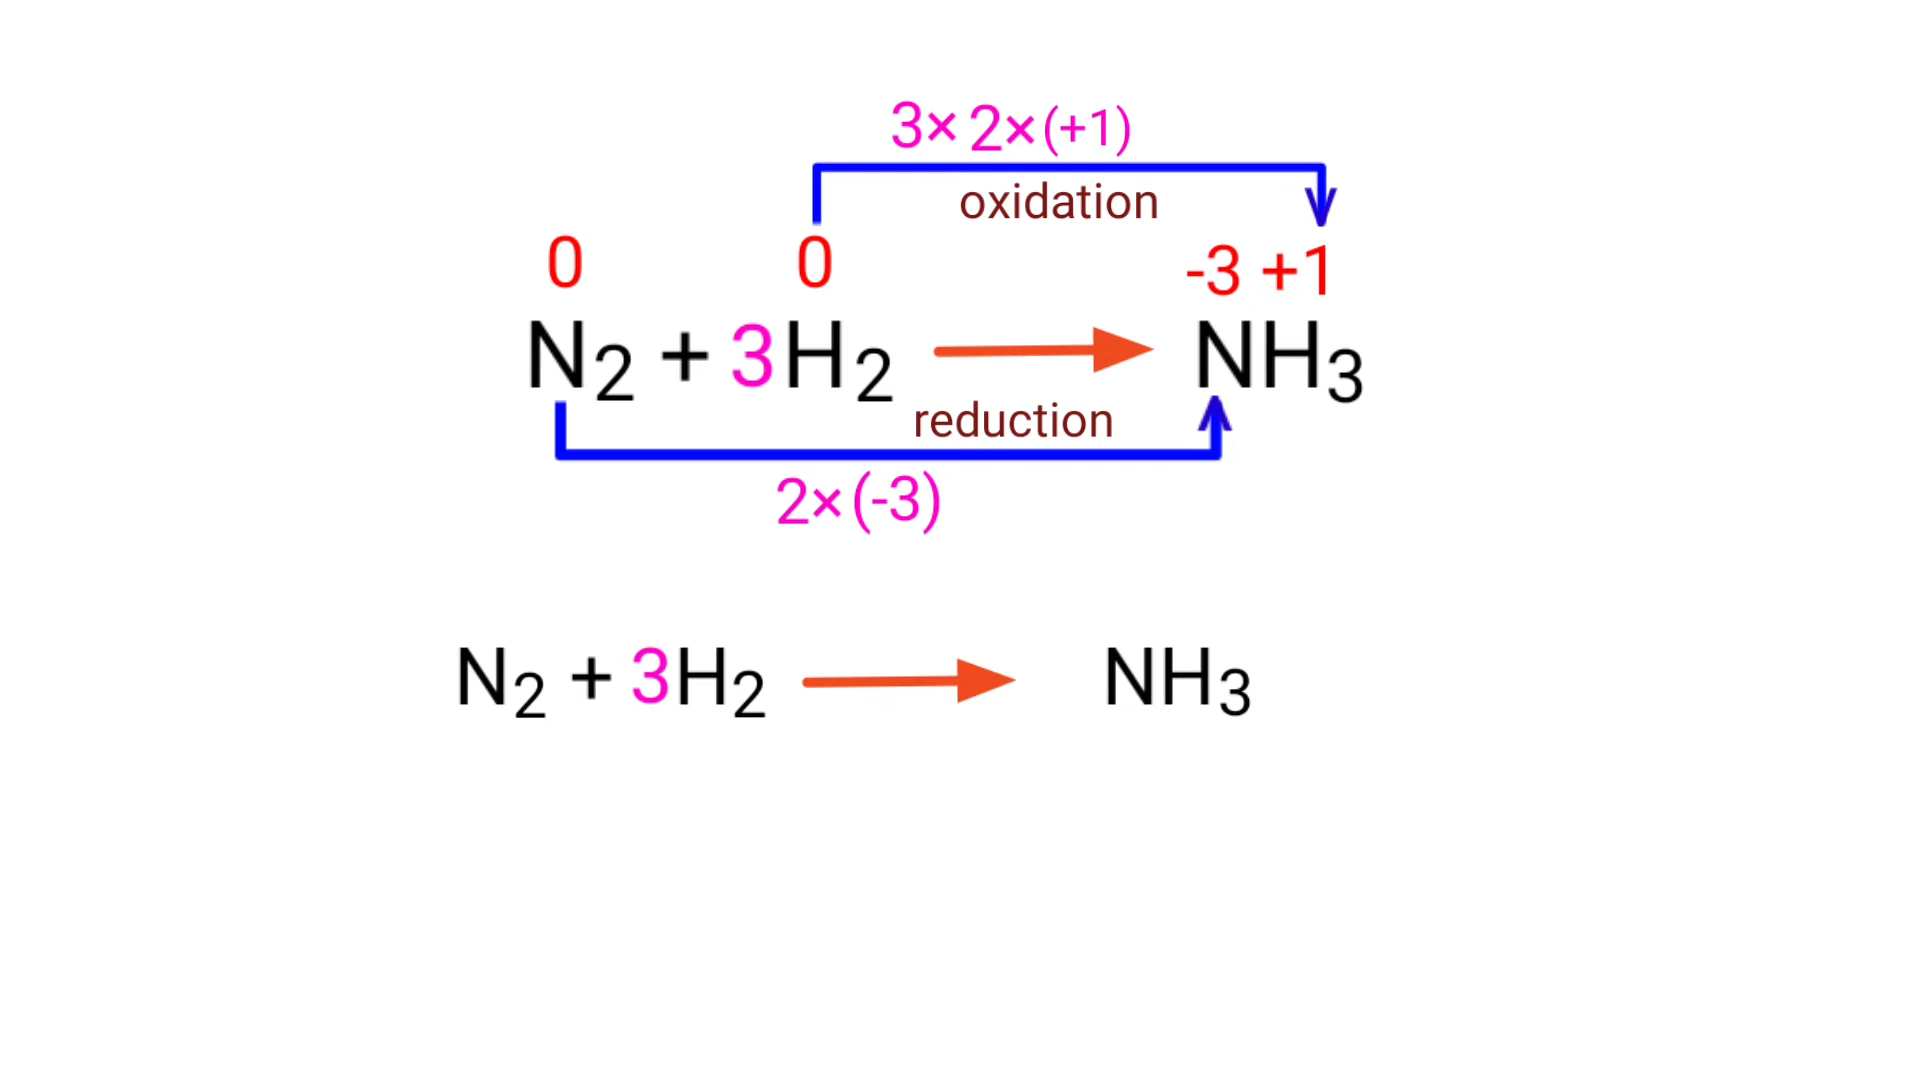 3× 2×(+1)
oxidation
0 0 -3 +1
N2 + 3H2 NH3
reduction
2×(-3)
N2 + 3H2 NH3